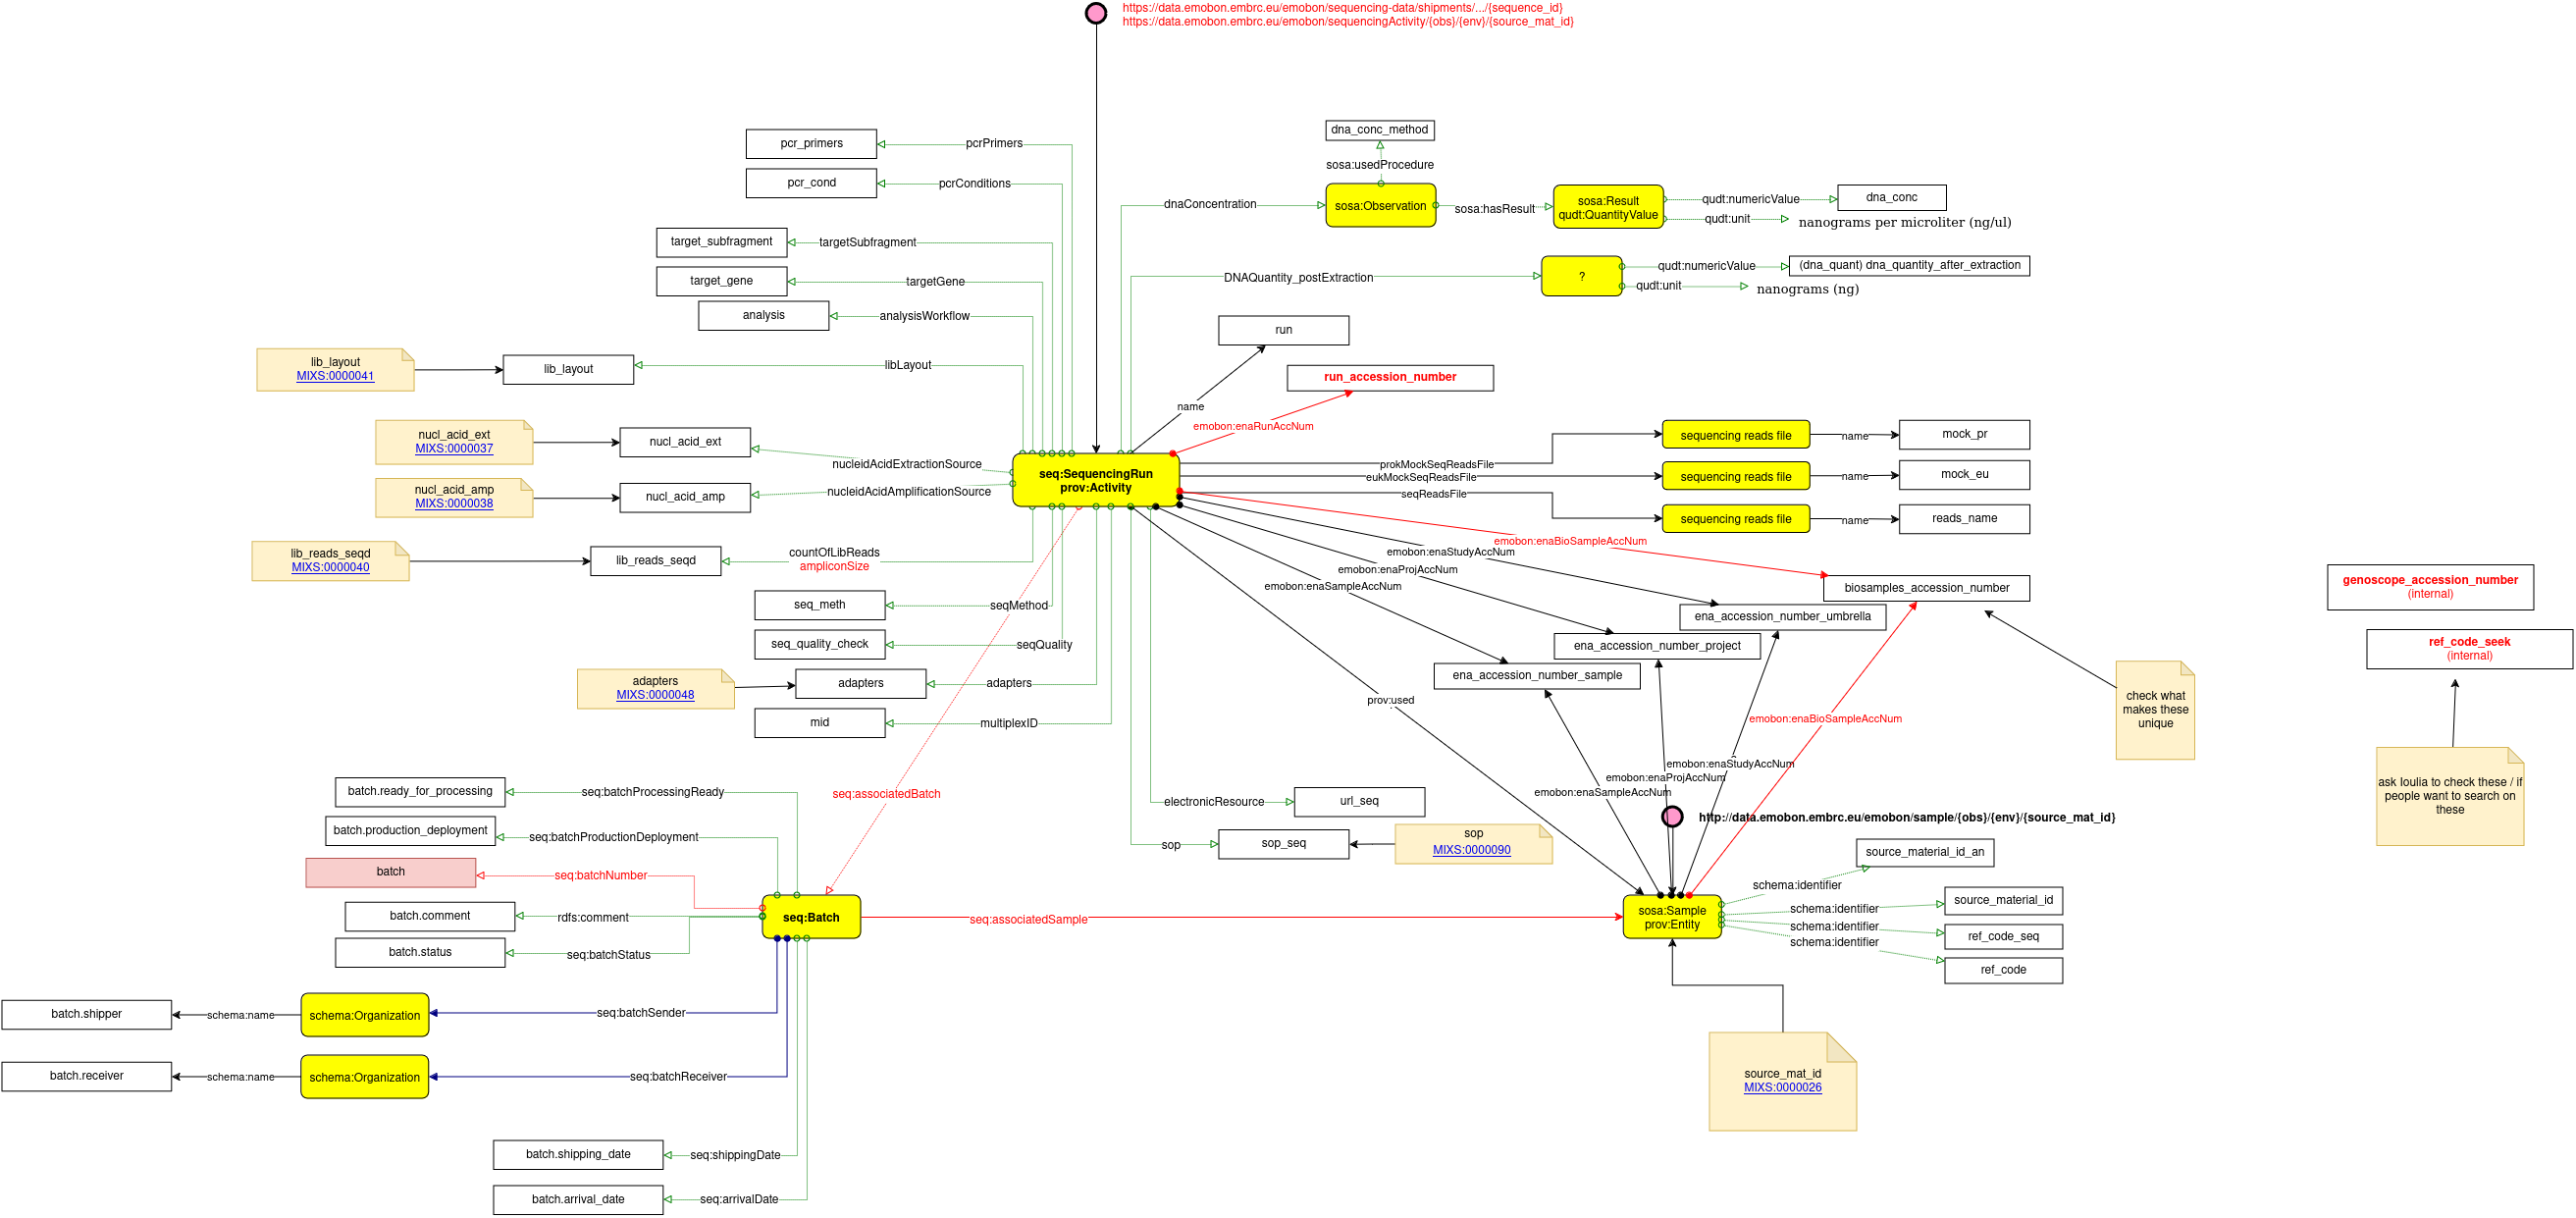 https://data.emobon.embrc.eu/emobon/sequencing-data/shipments/.../{sequence_id}
https://data.emobon.embrc.eu/emobon/sequencingActivity/{obs}/{env}/{source_mat_id}
pcr_primers
pcrPrimers
pcr_cond
pcrConditions
target_subfragment
targetSubfragment
target_gene
targetGene
analysis
analysisWorkflow
lib_layout
MIXS:0000041
lib_layout
libLayout
nucl_acid_ext
MIXS:0000037
nucl_acid_ext
nucleidAcidExtractionSource
nucl_acid_amp
MIXS:0000038
nucl_acid_amp
nucleidAcidAmplificationSource
seq:SequencingRun
prov:Activity
lib_reads_seqd
MIXS:0000040
lib_reads_seqd
countOfLibReads
ampliconSize
seq_meth
seqMethod
seq_quality_check
seqQuality
adapters
MIXS:0000048
adapters
adapters
mid
multiplexID
dna_conc_method
sosa:usedProcedure
dnaConcentration
sosa:Observation
sosa:hasResult
sosa:Result
qudt:QuantityValue
qudt:numericValue
dna_conc
qudt:unit
nanograms per microliter (ng/ul)
DNAQuantity_postExtraction
?
qudt:numericValue
(dna_quant) dna_quantity_after_extraction
qudt:unit
nanograms (ng)
run
name
run_accession_number
emobon:enaRunAccNum
prokMockSeqReadsFile
sequencing reads file
name
mock_pr
eukMockSeqReadsFile
sequencing reads file
name
mock_eu
seqReadsFile
sequencing reads file
name
reads_name
emobon:enaBioSampleAccNum
emobon:enaStudyAccNum
emobon:enaProjAccNum
emobon:enaSampleAccNum
biosamples_accession_number
ena_accession_number_umbrella
ena_accession_number_project
ena_accession_number_sample
genoscope_accession_number
(internal)
ref_code_seek
(internal)
check what
makes these
unique
ask Ioulia to check these / if
people want to search on
these
prov:used
emobon:enaBioSampleAccNum
emobon:enaStudyAccNum
emobon:enaProjAccNum
emobon:enaSampleAccNum
electronicResource
url_seq
sop
sop_seq
sop
MIXS:0000090
http://data.emobon.embrc.eu/emobon/sample/{obs}/{env}/{source_mat_id}
sosa:Sample
prov:Entity
schema:identifier
source_material_id_an
schema:identifier
source_material_id
schema:identifier
ref_code_seq
schema:identifier
ref_code
source_mat_id
MIXS:0000026
seq:associatedBatch
seq:associatedSample
batch.ready_for_processing
seq:batchProcessingReady
batch.production_deployment
seq:batchProductionDeployment
batch
seq:batchNumber
batch.comment
rdfs:comment
batch.status
seq:batchStatus
seq:Batch
batch.shipper
schema:name
schema:Organization
seq:batchSender
batch.receiver
schema:name
schema:Organization
seq:batchReceiver
batch.shipping_date
seq:shippingDate
batch.arrival_date
seq:arrivalDate